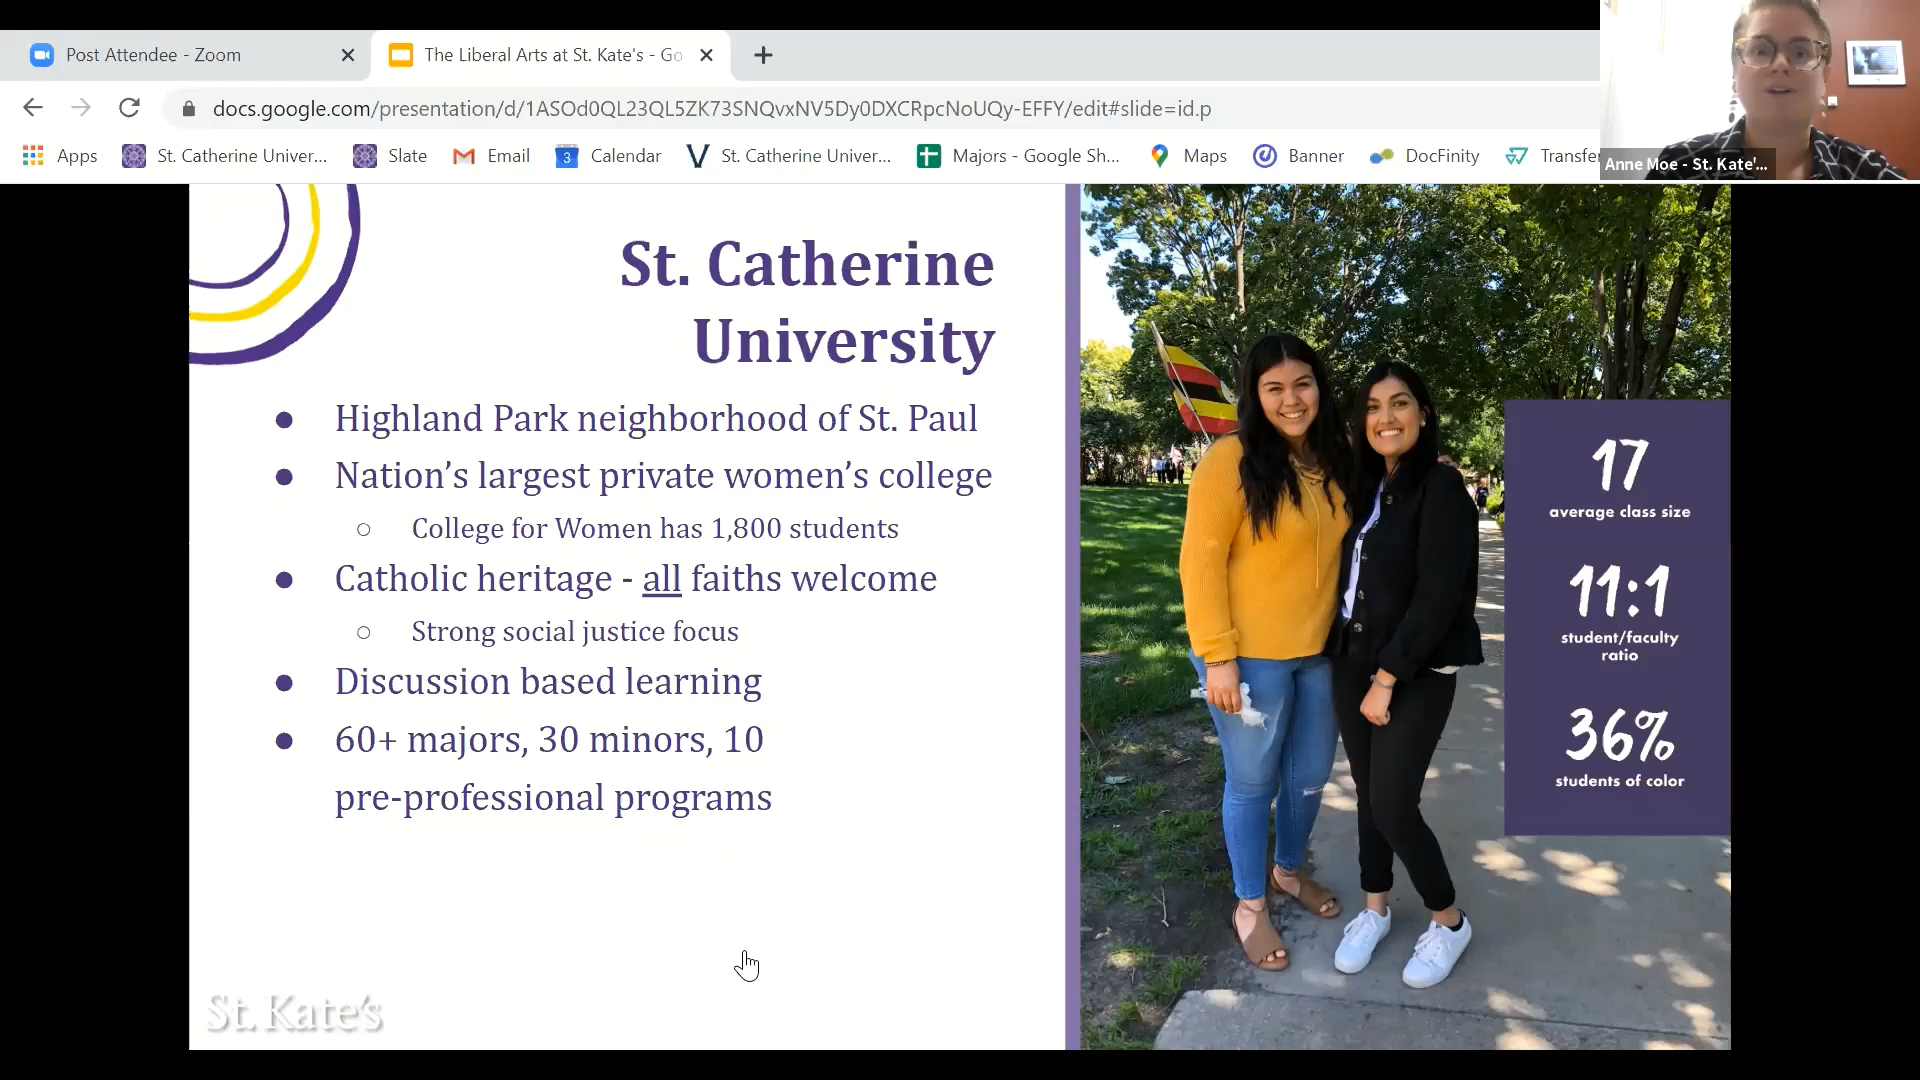 Post Attendee - Zoom
The Liberal Arts at St. Kate's - Go
docs.google.com/presentation/d/1ASOd0QL23QL5ZK73SNQvxNV5Dy0DXCRpcNoUQy-EFFY/edit#slide=id.p
Apps St. Catherine Univer... Slate Email 3 Calendar St. Catherine Univer... Majors - Google Sh... Maps Banner DocFinity Transfe
Anne Moe - St. Kate'...
St. Catherine
University
● Highland Park neighborhood of St. Paul
● Nation’s largest private women’s college
○ College for Women has 1,800 students
● Catholic heritage - all faiths welcome
○ Strong social justice focus
● Discussion based learning
● 60+ majors, 30 minors, 10
pre-professional programs
17
average class size
11:1
student/faculty
ratio
36%
students of color
St. Kate's